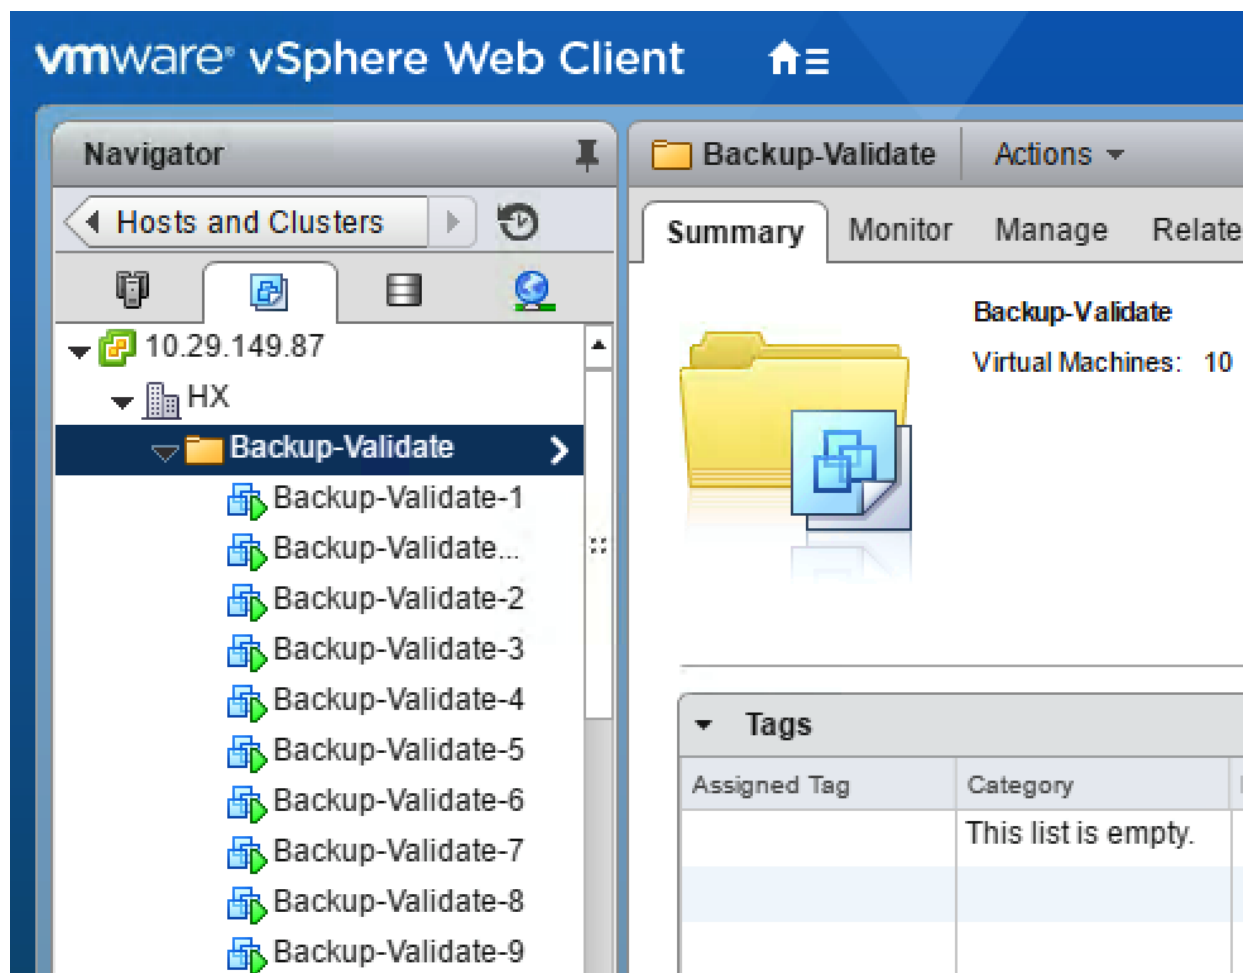 vmware® vSphere Web Client
Navigator
Hosts and Clusters
10.29.149.87
HX
Backup-Validate
Backup-Validate-1
Backup-Validate...
Backup-Validate-2
Backup-Validate-3
Backup-Validate-4
Backup-Validate-5
Backup-Validate-6
Backup-Validate-7
Backup-Validate-8
Backup-Validate-9
Backup-Validate Actions
Summary Monitor Manage Relate
Backup-Validate
Virtual Machines: 10
Tags
Assigned Tag Category
This list is empty.